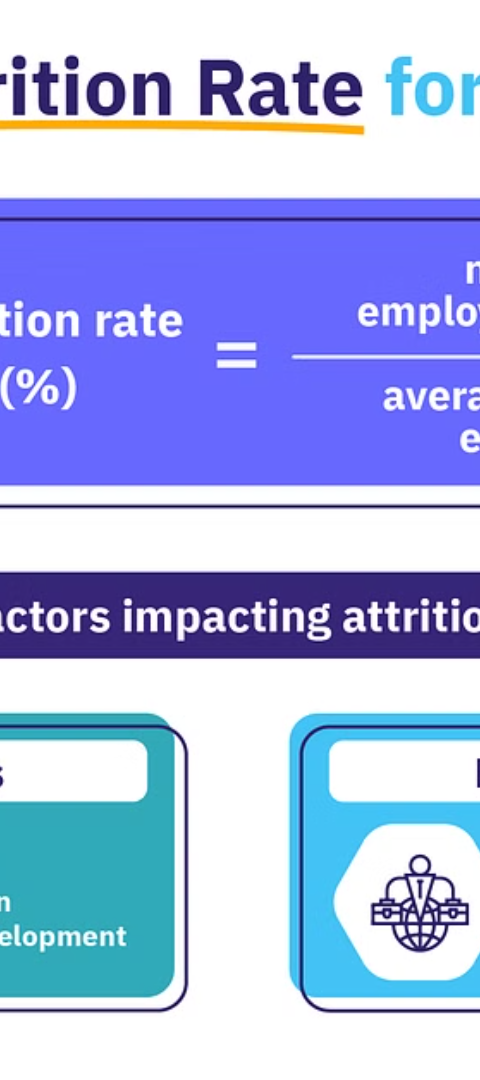 rition Rate for
tion rate
(%)
=
employ
avera
e
actors impacting attritio
s
n
elopment